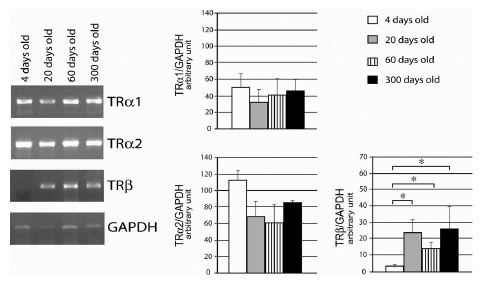 4 days old
20 days old
60 days old
300 days old
TRα1
TRα2
TRβ
GAPDH
TRα1/GAPDH
arbitrary unit
140
120
100
80
60
40
20
0
4 days old
20 days old
60 days old
300 days old
TRα2/GAPDH
arbitrary unit
140
120
100
80
60
40
20
0
TRβ/GAPDH
arbitrary unit
70
60
50
40
30
20
10
0
*
*
*